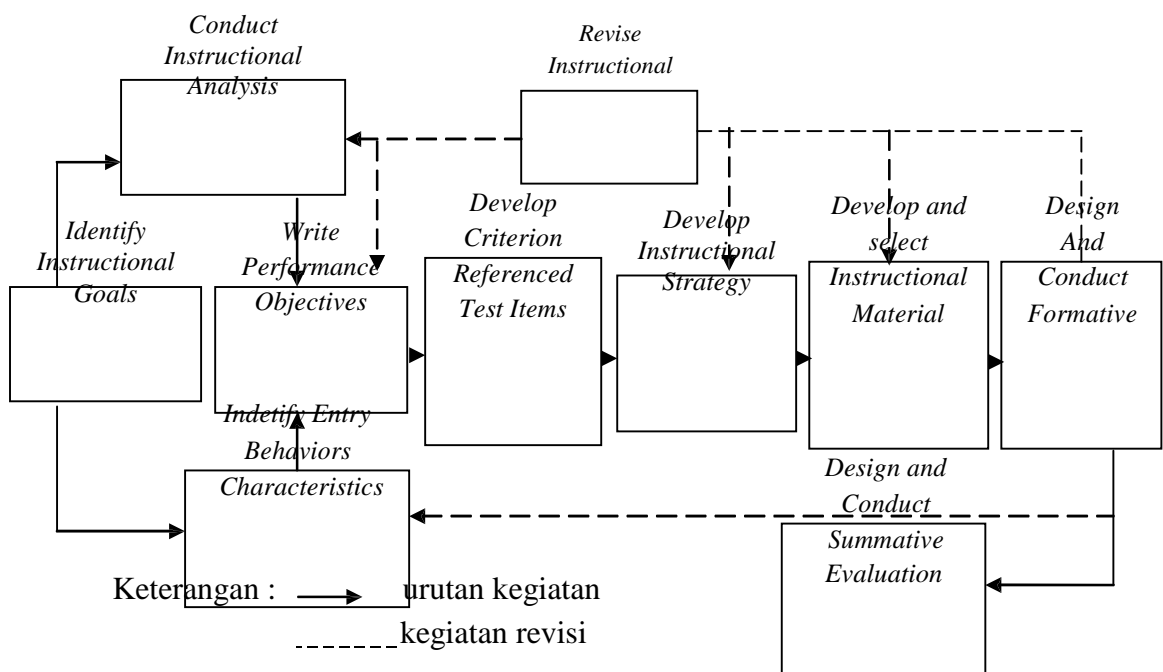 Conduct
Instructional
Analysis
Revise
Instructional
Identify
Instructional
Goals
Write
Performance
Objectives
Develop
Criterion
Referenced
Test Items
Develop
Instructional
Strategy
Develop and
select
Instructional
Material
Design
And
Conduct
Formative
Indetify Entry
Behaviors
Characteristics
Design and
Conduct
Summative
Evaluation
Keterangan : urutan kegiatan
kegiatan revisi